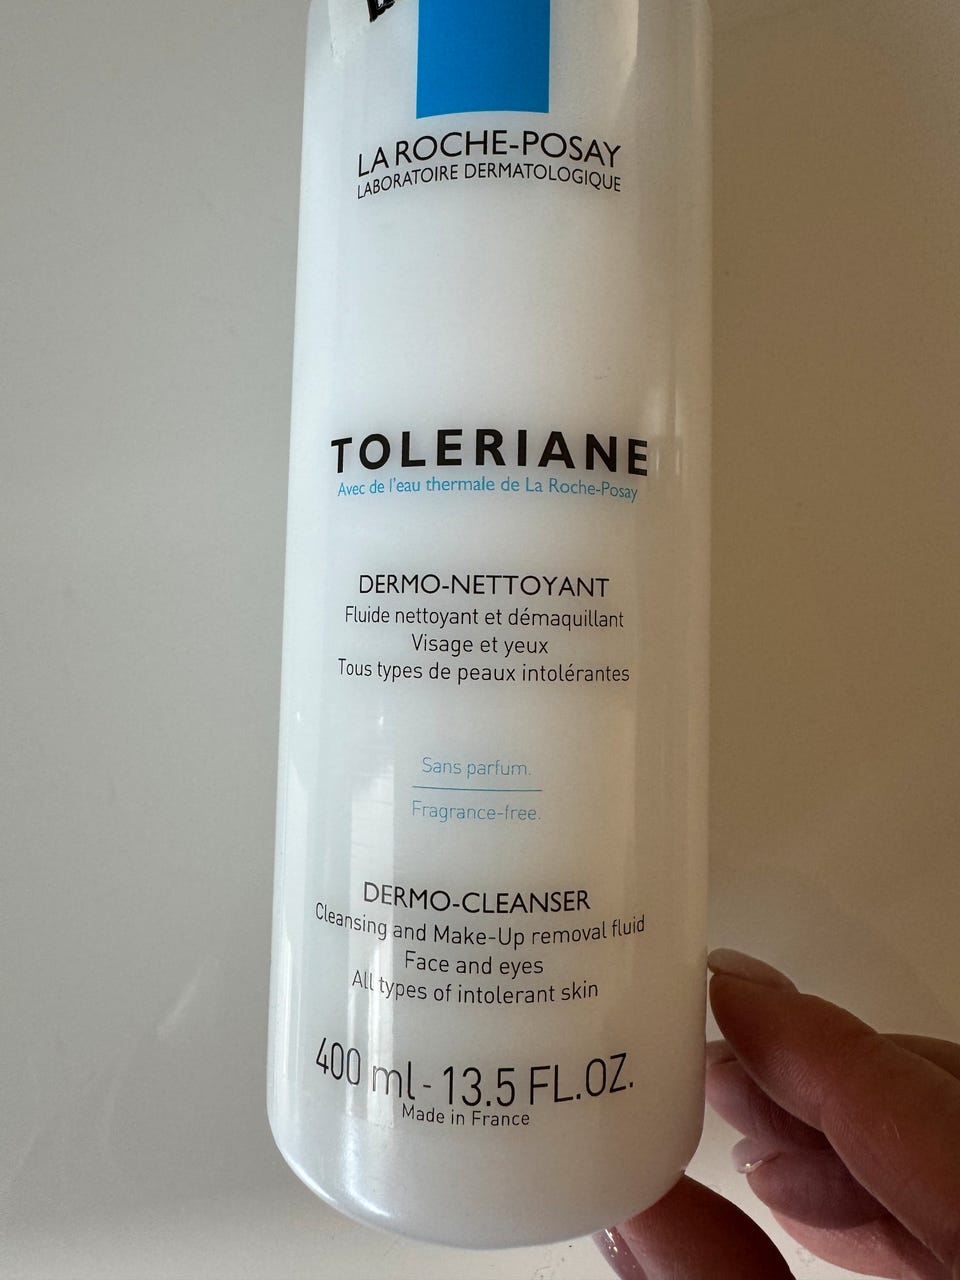 LA ROCHE-POSAY
LABORATOIRE DERMATOLOGIQUE
TOLERIANE
Avec de l'eau thermale de La Roche-Posay
DERMO-NETTOYANT
Fluide nettoyant et démaquillant
Visage et yeux
Tous types de peaux intolérantes
Sans parfum.
Fragrance-free.
DERMO-CLEANSER
Cleansing and Make-Up removal fluid
Face and eyes
All types of intolerant skin
400 ml - 13.5 FL.OZ.
Made in France